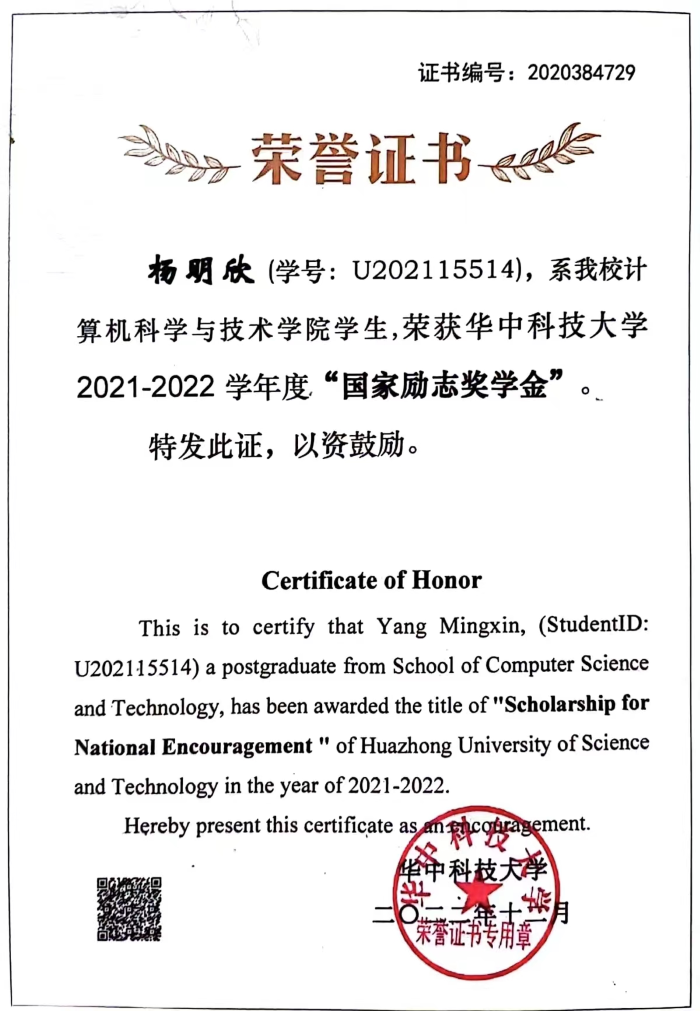 证书编号：2020384729
荣誉证书
杨明欣 (学号：U202115514)，系我校计
算机科学与技术学院学生,荣获华中科技大学
2021-2022 学年度“国家励志奖学金”。
特发此证，以资鼓励。
Certificate of Honor
This is to certify that Yang Mingxin, (StudentID:
U202115514) a postgraduate from School of Computer Science
and Technology, has been awarded the title of "Scholarship for
National Encouragement " of Huazhong University of Science
and Technology in the year of 2021-2022.
Hereby present this certificate as an encouragement.
华中科技大学
二〇二二年十二月
华中科技大学
荣誉证书专用章